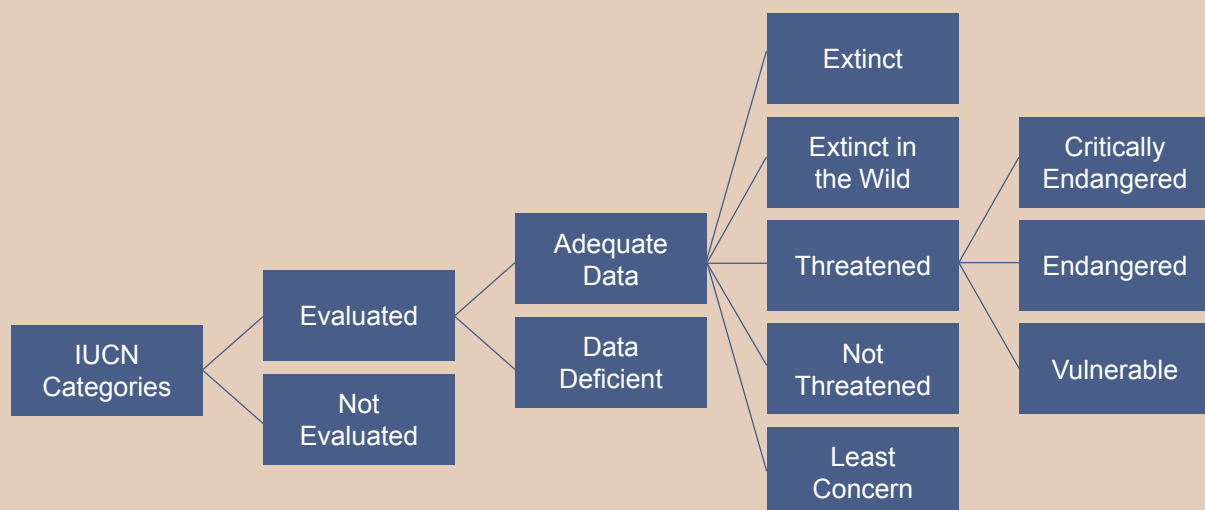 IUCN
Categories
Evaluated
Not
Evaluated
Adequate
Data
Data
Deficient
Extinct
Extinct in
the Wild
Threatened
Not
Threatened
Least
Concern
Critically
Endangered
Endangered
Vulnerable